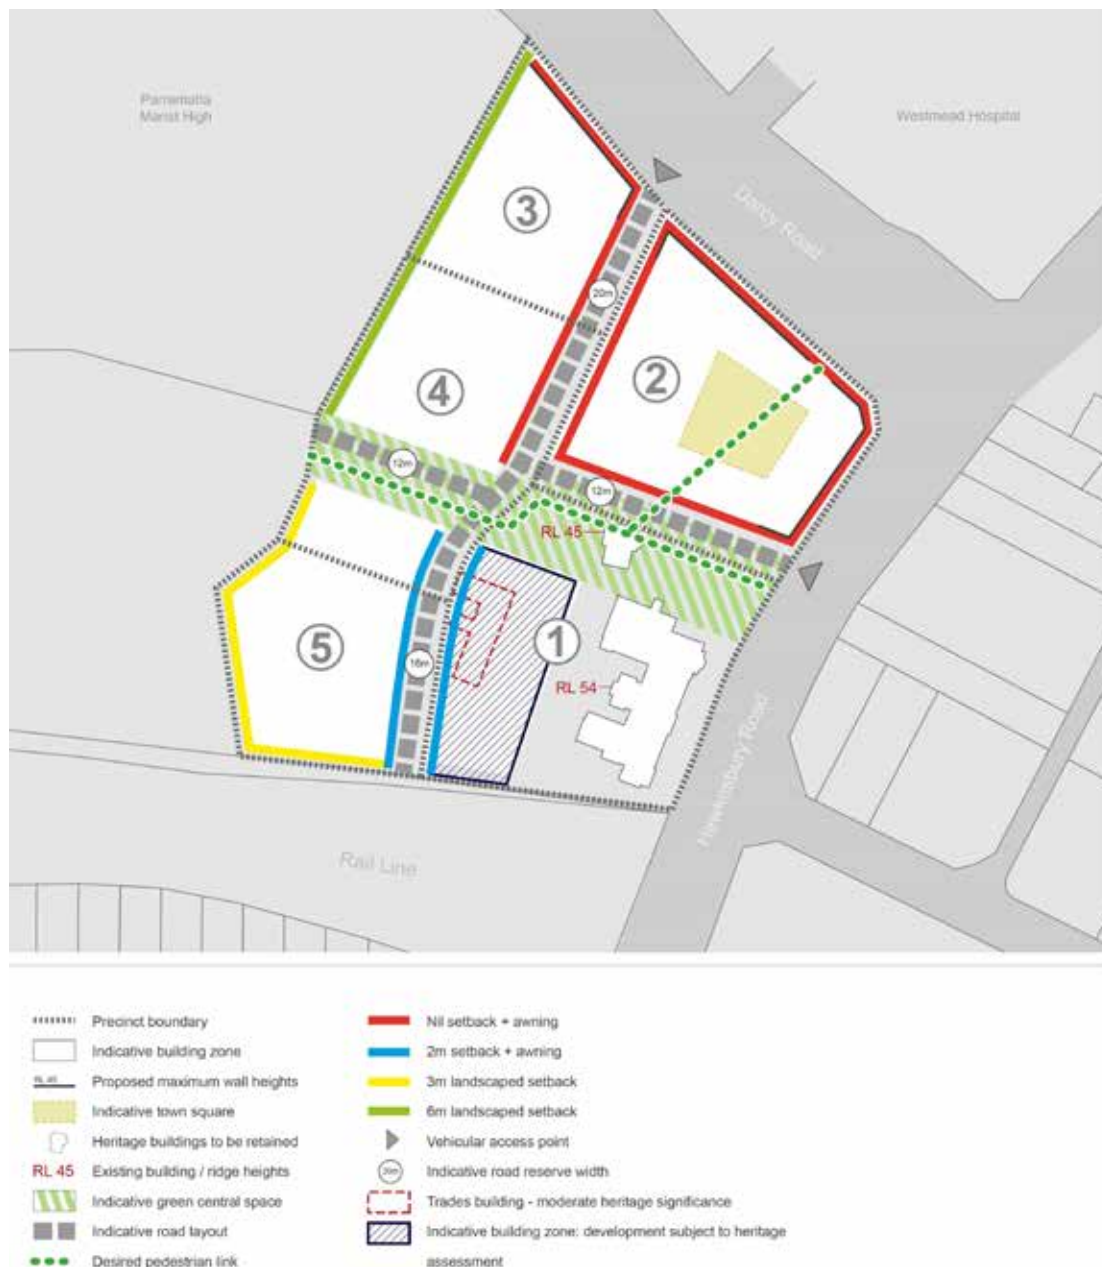 Parramatta
Marist High
Westmead Hospital
Darcy Road
3
20m
2
4
12m
12m
RL 45
1
5
16m
RL 54
Hawkesbury Road
Rail Line
Precinct boundary
Indicative building zone
RL 45
Proposed maximum wall heights
Indicative town square
Heritage buildings to be retained
RL 45
Existing building / ridge heights
Indicative green central space
Indicative road layout
Desired pedestrian link
Nil setback + awning
2m setback + awning
3m landscaped setback
6m landscaped setback
Vehicular access point
20m
Indicative road reserve width
Trades building - moderate heritage significance
Indicative building zone: development subject to heritage
assessment